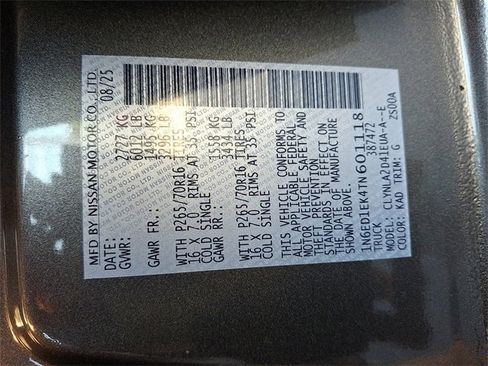 MFD BY NISSAN MOTOR CO., LTD.
DATE: 08/25
GVWR: 2727 KG
6012 LB
GAWR FR.: 1495 KG
3296 LB
WITH P265/70R16 TIRES
16 X 7.0 RIMS AT 35 PSI
COLD SINGLE
GAWR RR.: 1558 KG
3434 LB
WITH P265/70R16 TIRES
16 X 7.0 RIMS AT 35 PSI
COLD SINGLE
THIS VEHICLE CONFORMS TO
ALL APPLICABLE FEDERAL
MOTOR VEHICLE SAFETY AND
THEFT PREVENTION
STANDARDS IN EFFECT ON
THE DATE OF MANUFACTURE
SHOWN ABOVE.
1N6ED1EK4TN601118
TRUCK 387472
MODEL: CLYNLA2D41EUA-A--E
COLOR: KAD TRIM: G ZS00A